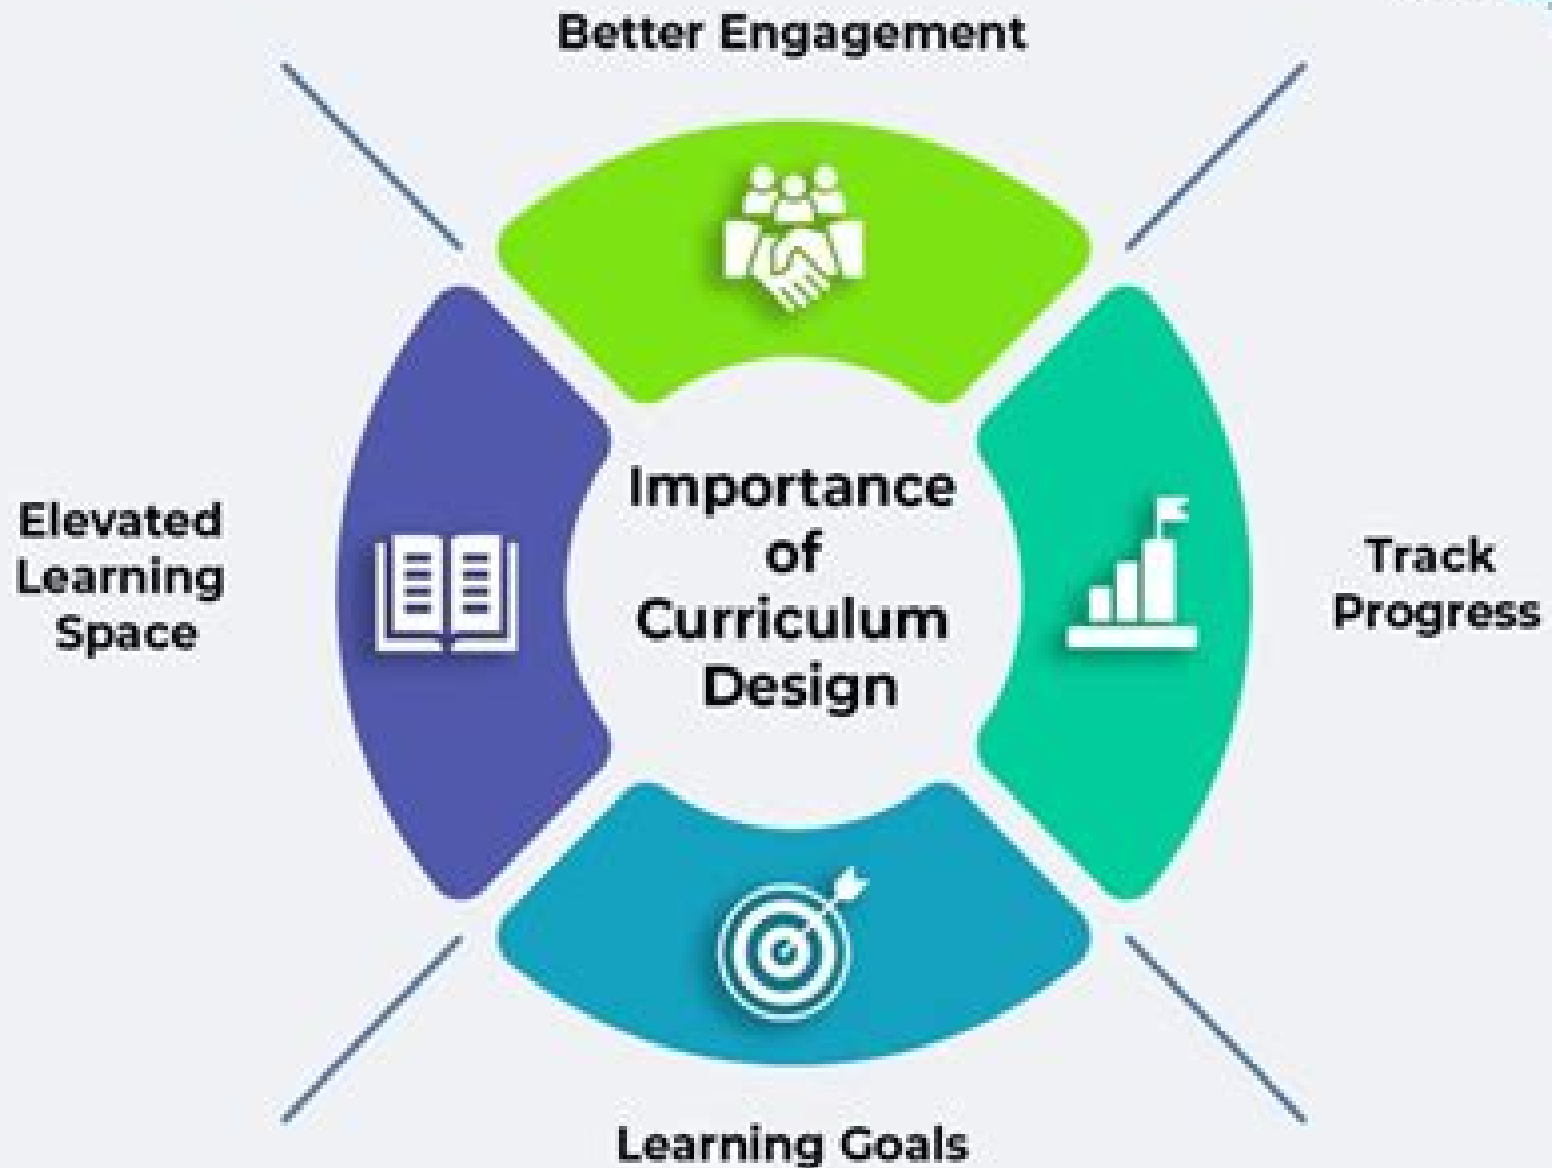 Better Engagement
Elevated
Learning
Space
Importance
of
Curriculum
Design
Track
Progress
Learning Goals